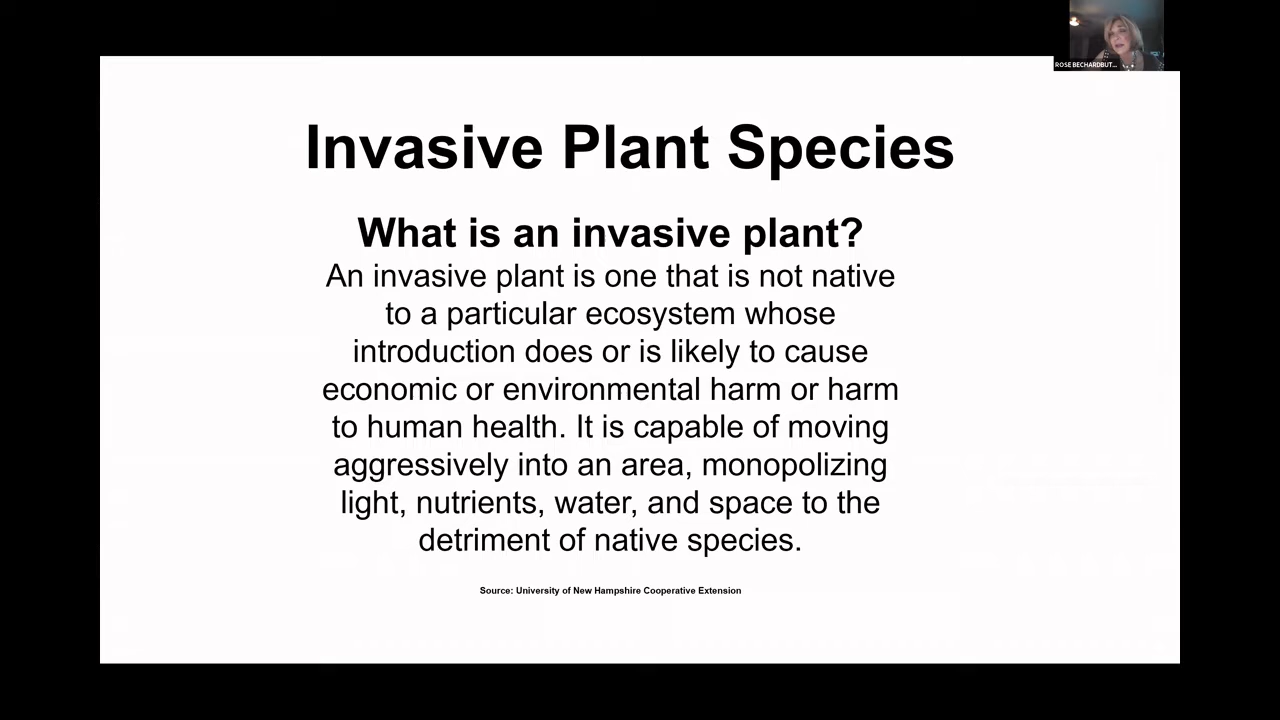 ROSE BECHARDBUT...
Invasive Plant Species
What is an invasive plant?
An invasive plant is one that is not native
to a particular ecosystem whose
introduction does or is likely to cause
economic or environmental harm or harm
to human health. It is capable of moving
aggressively into an area, monopolizing
light, nutrients, water, and space to the
detriment of native species.
Source: University of New Hampshire Cooperative Extension